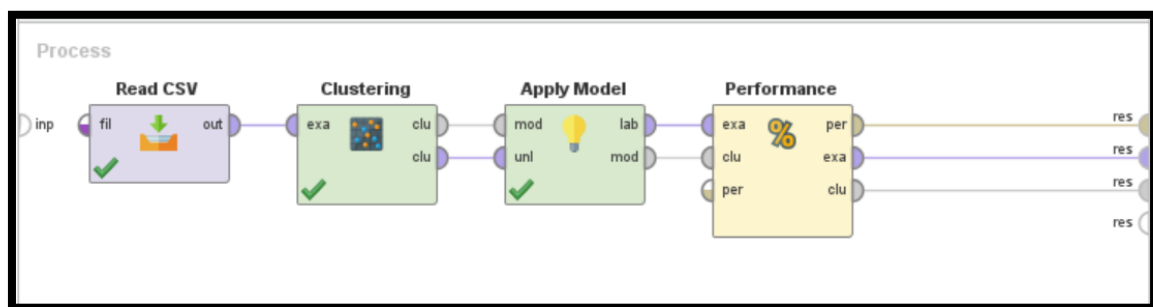 Process
Read CSV Clustering Apply Model Performance
inp fil out exa clu mod lab exa per res
clu unl mod clu exa res
per clu res
res